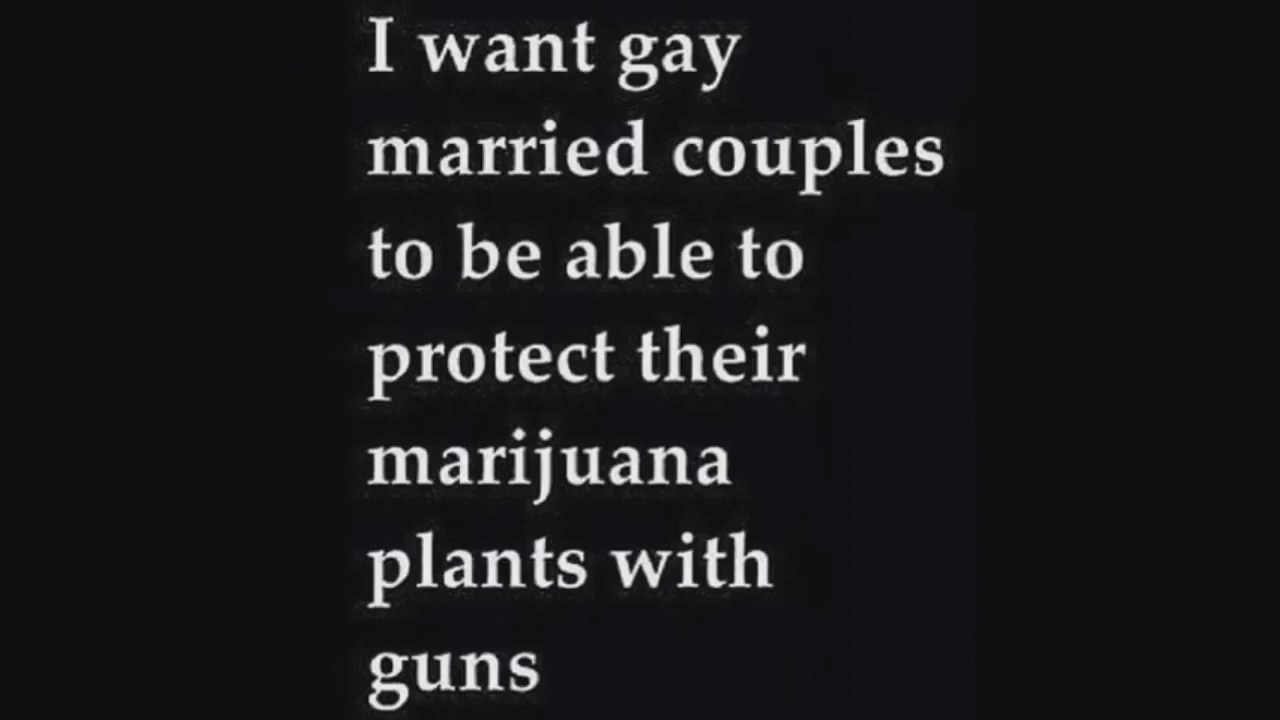 I want gay
married couples
to be able to
protect their
marijuana
plants with
guns